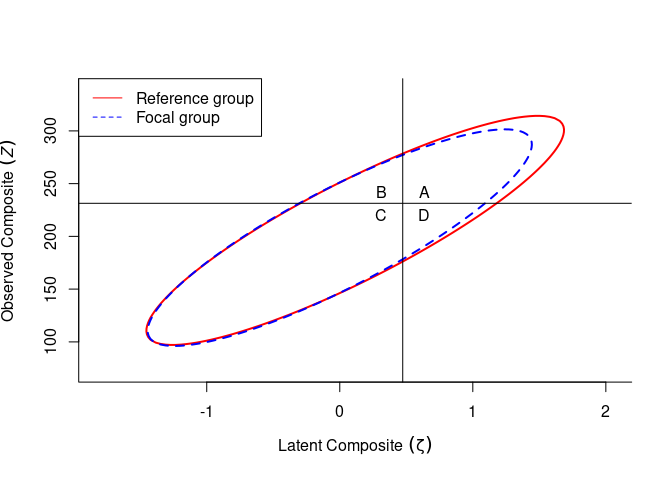 Reference group
Focal group
Observed Composite (Z)
300
250
200
150
100
B A
C D
-1 0 1 2
Latent Composite (ζ)